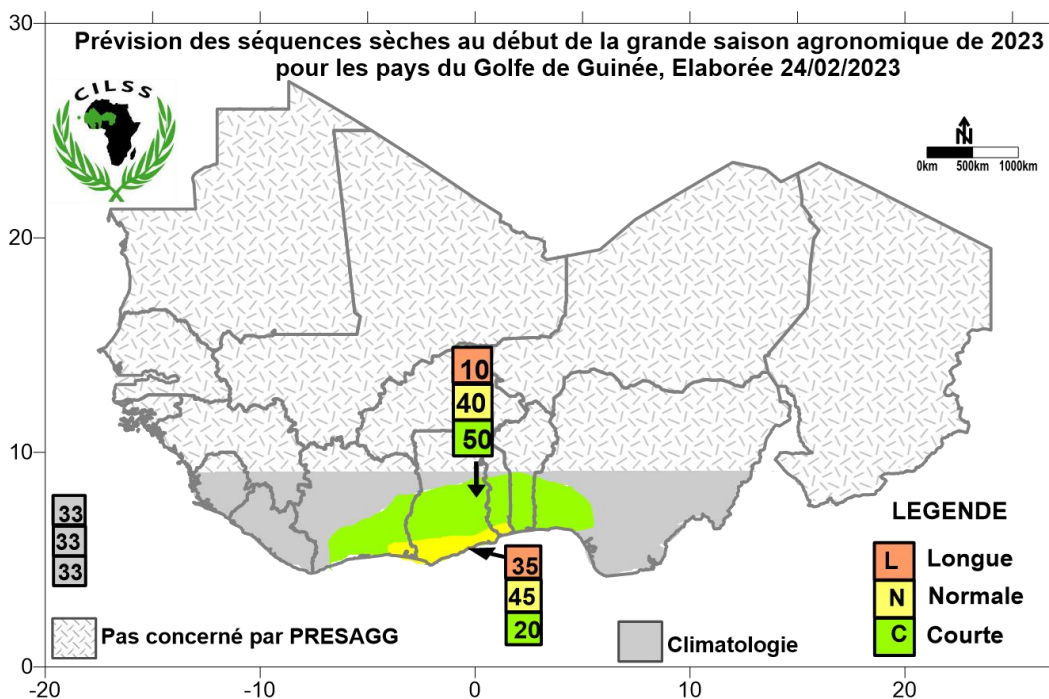 30
Prévision des séquences sèches au début de la grande saison agronomique de 2023
pour les pays du Golfe de Guinée, Elaborée 24/02/2023
CILSS
N
0km 500km 1000km
20
10
40
50
10
33
33
33
LEGENDE
L Longue
N Normale
C Courte
35
45
20
Pas concerné par PRESAGG
Climatologie
0
-20 -10 0 10 20